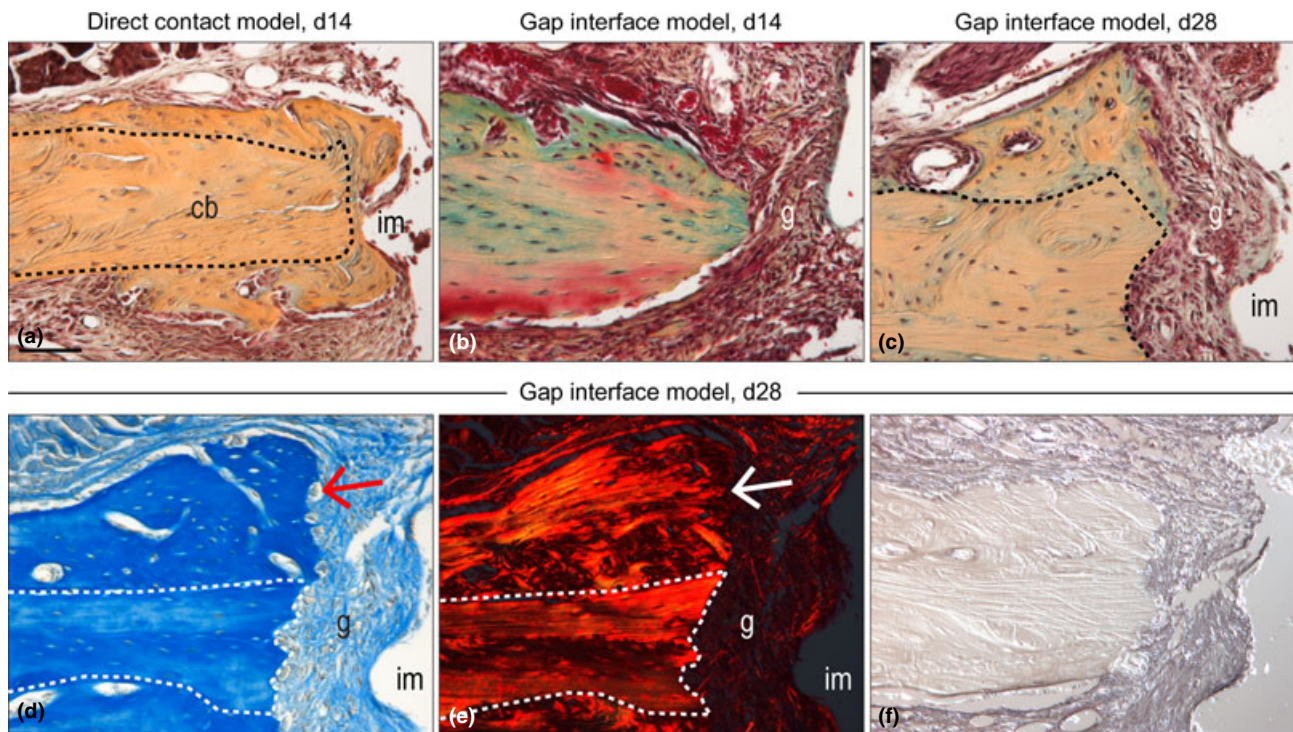 Direct contact model, d14
Gap interface model, d14
Gap interface model, d28
cb
im
(a)
g
(b)
g
im
(c)
Gap interface model, d28
g
im
(d)
g
im
(e)
(f)